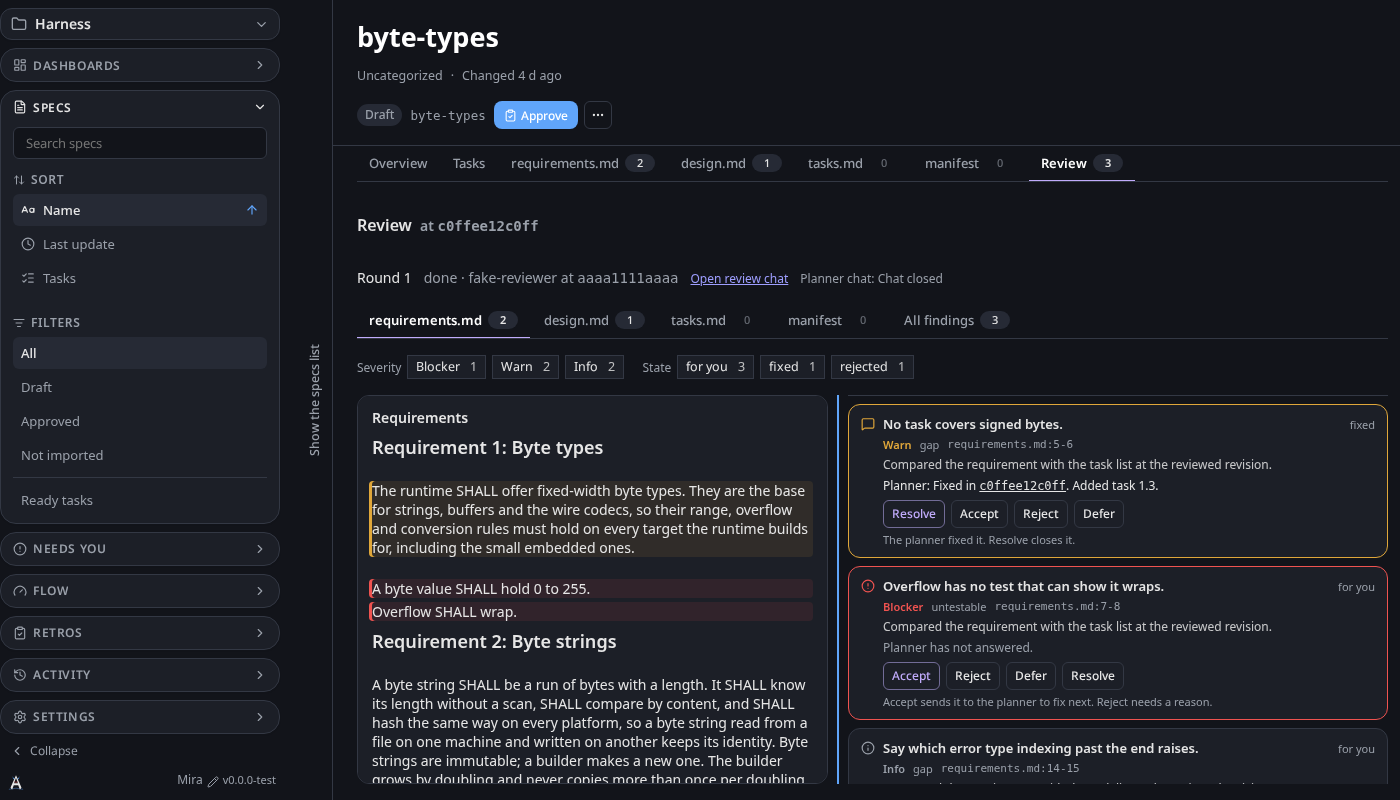 Harness
DASHBOARDS
SPECS
Search specs
SORT
Aa Name
Last update
Tasks
FILTERS
All
Draft
Approved
Not imported
Ready tasks
NEEDS YOU
FLOW
RETROS
ACTIVITY
SETTINGS
Collapse
Mira v0.0.0-test
Show the specs list
byte-types
Uncategorized · Changed 4 d ago
Draft byte-types Approve ···
Overview Tasks requirements.md 2 design.md 1 tasks.md 0 manifest 0 Review 3
Review at c0ffee12c0ff
Round 1 done · fake-reviewer at aaaa1111aaaa Open review chat Planner chat: Chat closed
requirements.md 2 design.md 1 tasks.md 0 manifest 0 All findings 3
Severity Blocker 1 Warn 2 Info 2 State for you 3 fixed 1 rejected 1
Requirements
Requirement 1: Byte types
The runtime SHALL offer fixed-width byte types. They are the base
for strings, buffers and the wire codecs, so their range, overflow
and conversion rules must hold on every target the runtime builds
for, including the small embedded ones.
A byte value SHALL hold 0 to 255.
Overflow SHALL wrap.
Requirement 2: Byte strings
A byte string SHALL be a run of bytes with a length. It SHALL know
its length without a scan, SHALL compare by content, and SHALL
hash the same way on every platform, so a byte string read from a
file on one machine and written on another keeps its identity. Byte
strings are immutable; a builder makes a new one. The builder
grows by doubling and never copies more than once per doubling
No task covers signed bytes. fixed
Warn gap requirements.md:5-6
Compared the requirement with the task list at the reviewed revision.
Planner: Fixed in c0ffee12c0ff. Added task 1.3.
Resolve Accept Reject Defer
The planner fixed it. Resolve closes it.
Overflow has no test that can show it wraps. for you
Blocker untestable requirements.md:7-8
Compared the requirement with the task list at the reviewed revision.
Planner has not answered.
Accept Reject Defer Resolve
Accept sends it to the planner to fix next. Reject needs a reason.
Say which error type indexing past the end raises. for you
Info gap requirements.md:14-15